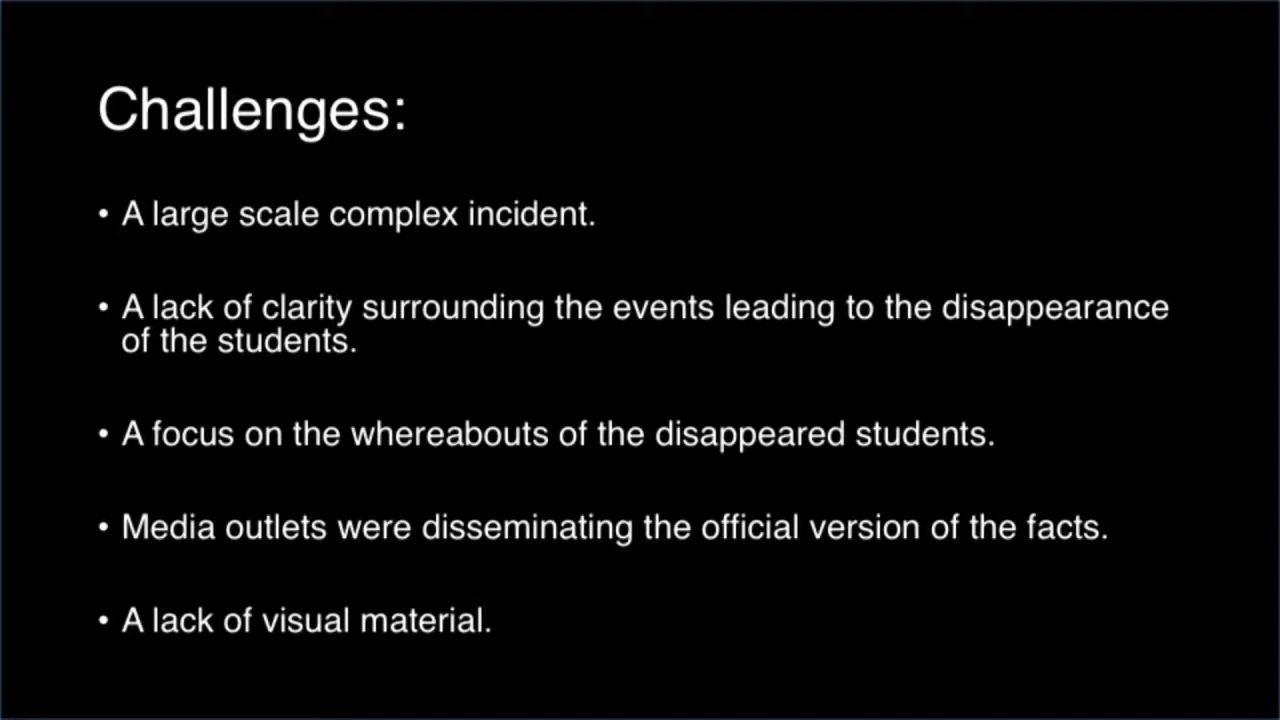 Challenges:
• A large scale complex incident.
• A lack of clarity surrounding the events leading to the disappearance
of the students.
• A focus on the whereabouts of the disappeared students.
• Media outlets were disseminating the official version of the facts.
• A lack of visual material.